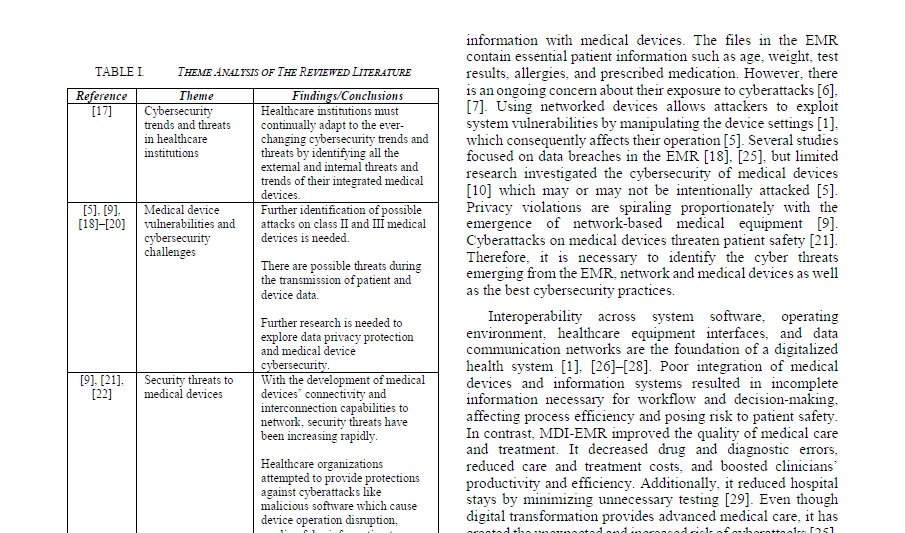 TABLE I. THEME ANALYSIS OF THE REVIEWED LITERATURE
Reference Theme Findings/Conclusions
[17] Cybersecurity trends and threats in healthcare institutions
Healthcare institutions must
continually adapt to the ever-
changing cybersecurity trends and
threats by identifying all the
external and internal threats and
trends of their integrated medical
devices.
[5], [9],
[18]–[20]
Medical device
vulnerabilities and
cybersecurity
challenges
Further identification of possible
attacks on class II and III medical
devices is needed.
There are possible threats during
the transmission of patient and
device data.
Further research is needed to
explore data privacy protection
and medical device
cybersecurity.
[9], [21],
[22]
Security threats to
medical devices
With the development of medical
devices’ connectivity and
interconnection capabilities to
network, security threats have
been increasing rapidly.
Healthcare organizations
attempted to provide protections
against cyberattacks like
malicious software which cause
device operation disruption,
information with medical devices. The files in the EMR
contain essential patient information such as age, weight, test
results, allergies, and prescribed medication. However, there
is an ongoing concern about their exposure to cyberattacks [6],
[7]. Using networked devices allows attackers to exploit
system vulnerabilities by manipulating the device settings [1],
which consequently affects their operation [5]. Several studies
focused on data breaches in the EMR [18], [25], but limited
research investigated the cybersecurity of medical devices
[10] which may or may not be intentionally attacked [5].
Privacy violations are spiraling proportionately with the
emergence of network-based medical equipment [9].
Cyberattacks on medical devices threaten patient safety [21].
Therefore, it is necessary to identify the cyber threats
emerging from the EMR, network and medical devices as well
as the best cybersecurity practices.
Interoperability across system software, operating
environment, healthcare equipment interfaces, and data
communication networks are the foundation of a digitalized
health system [1], [26]–[28]. Poor integration of medical
devices and information systems resulted in incomplete
information necessary for workflow and decision-making,
affecting process efficiency and posing risk to patient safety.
In contrast, MDI-EMR improved the quality of medical care
and treatment. It decreased drug and diagnostic errors,
reduced care and treatment costs, and boosted clinicians’
productivity and efficiency. Additionally, it reduced hospital
stays by minimizing unnecessary testing [29]. Even though
digital transformation provides advanced medical care, it has
created the unexpected and increased risk of cyberattacks [25].